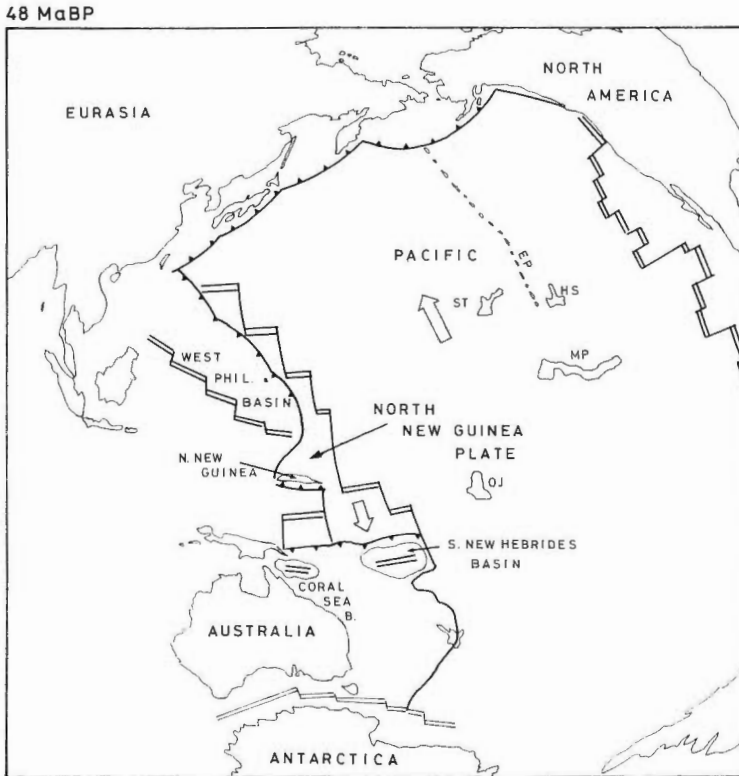 48 MaBP
NORTH
AMERICA
EURASIA
PACIFIC
EP
ST
HS
MP
WEST
PHIL.
BASIN
NORTH
NEW GUINEA
PLATE
N. NEW
GUINEA
OJ
S. NEW HEBRIDES
BASIN
CORAL
SEA
B.
AUSTRALIA
ANTARCTICA